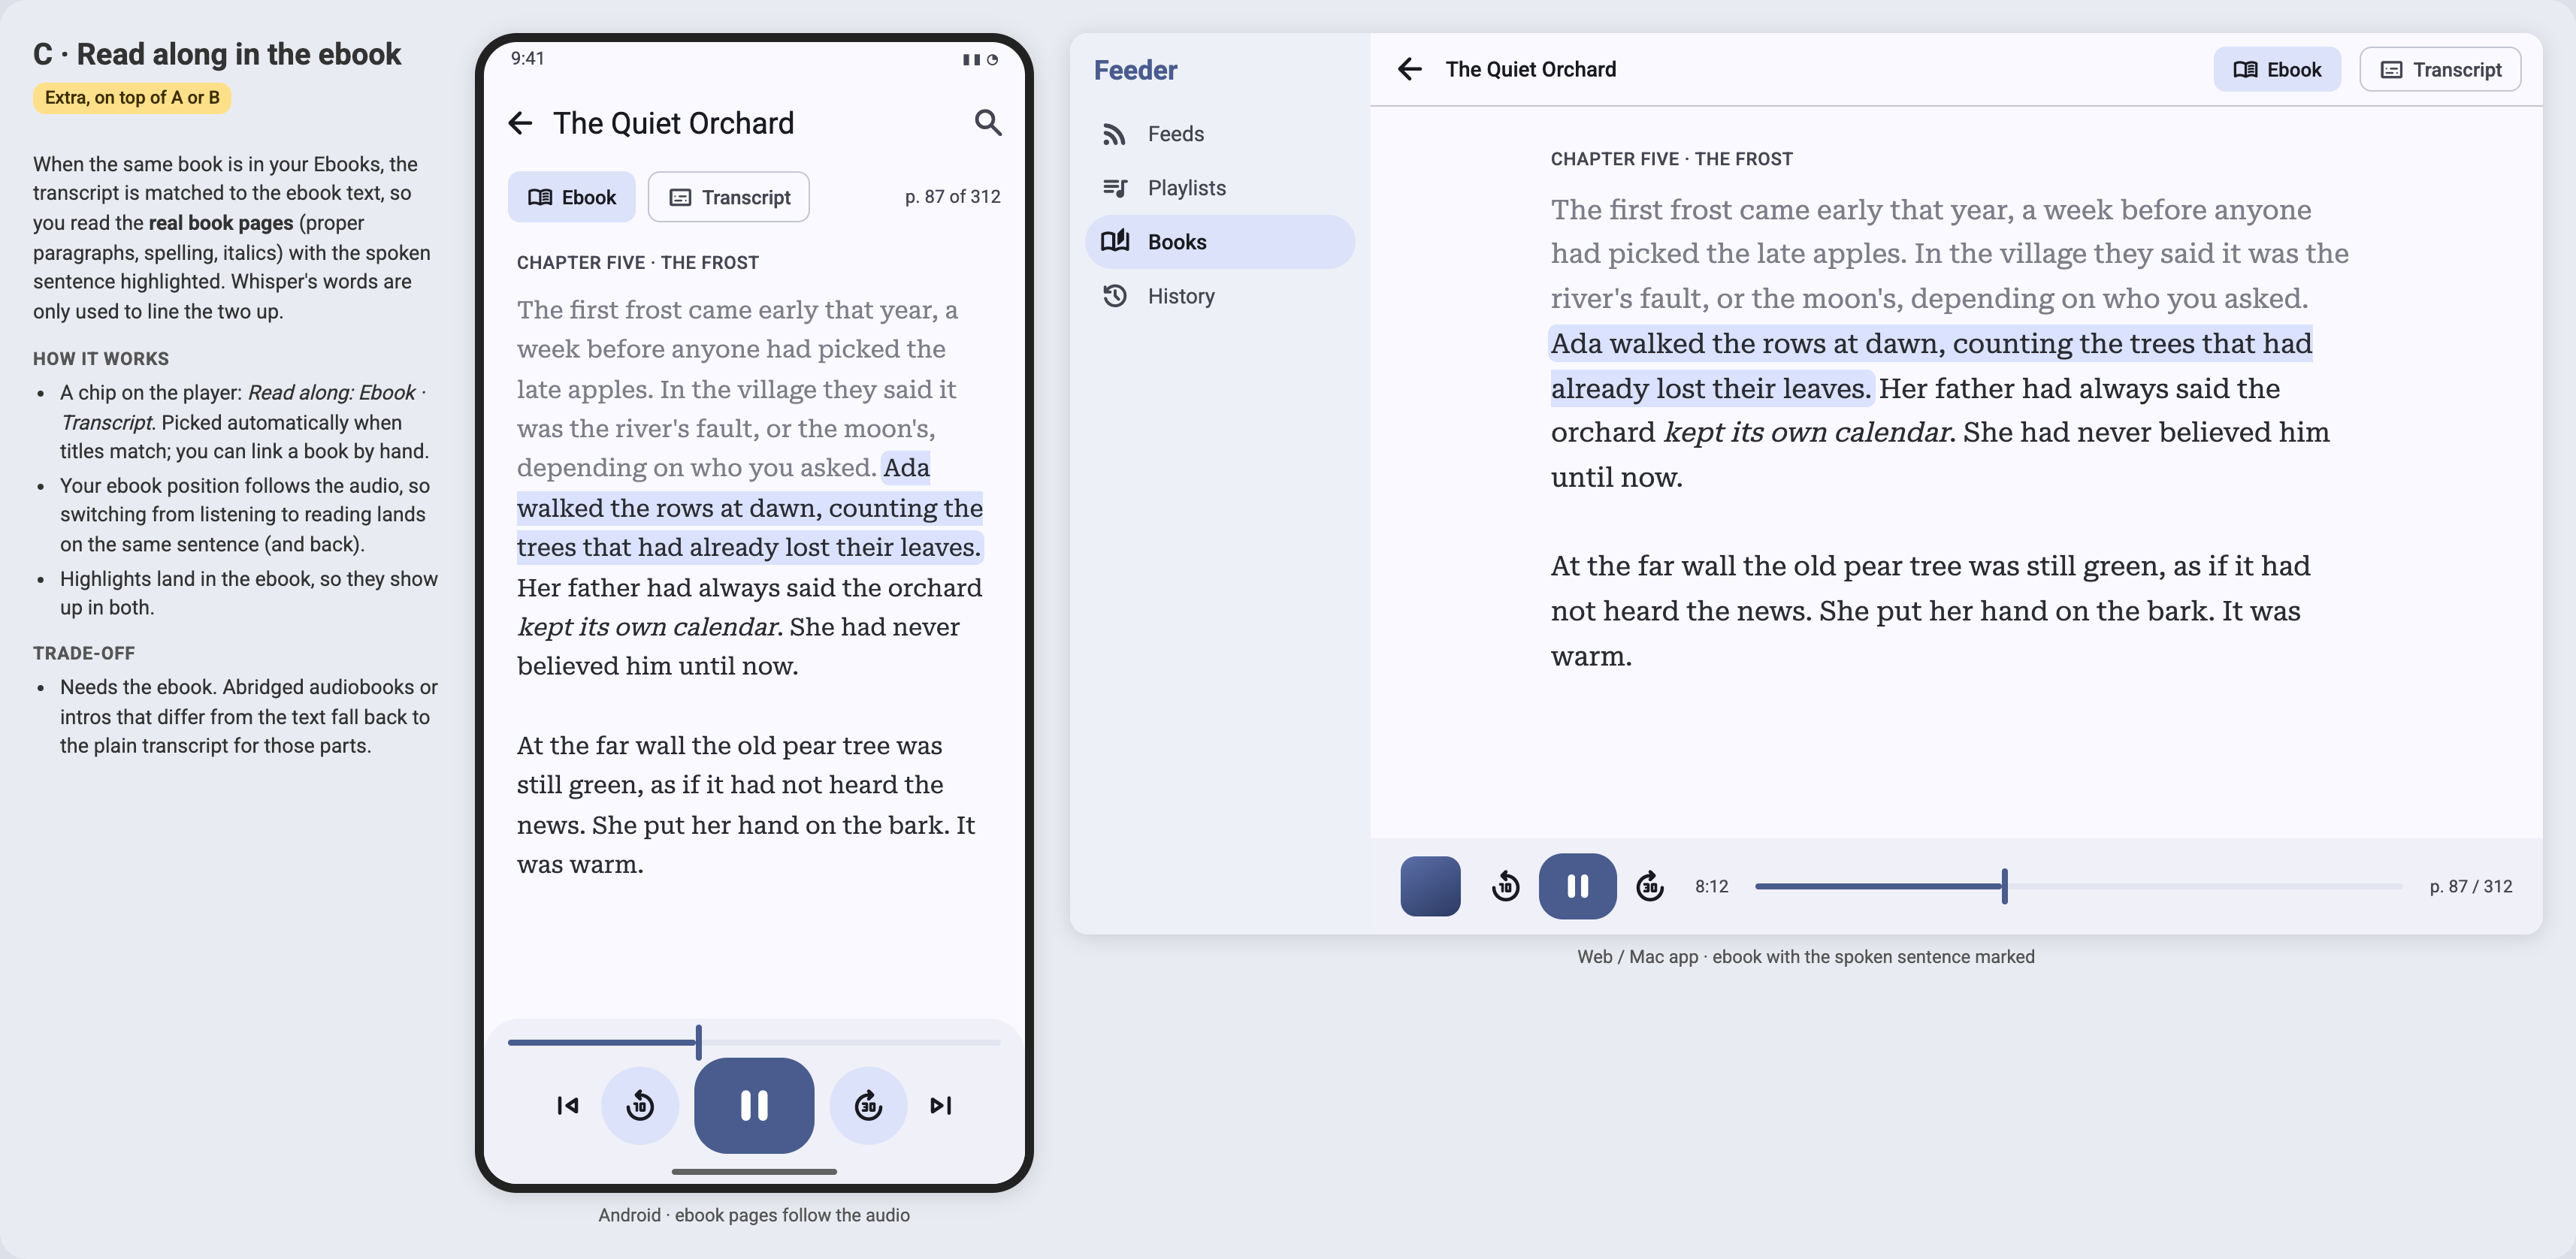 C · Read along in the ebook
Extra, on top of A or B
When the same book is in your Ebooks, the
transcript is matched to the ebook text, so
you read the real book pages (proper
paragraphs, spelling, italics) with the spoken
sentence highlighted. Whisper's words are
only used to line the two up.
HOW IT WORKS
• A chip on the player: Read along: Ebook ·
Transcript. Picked automatically when
titles match; you can link a book by hand.
• Your ebook position follows the audio, so
switching from listening to reading lands
on the same sentence (and back).
• Highlights land in the ebook, so they show
up in both.
TRADE-OFF
• Needs the ebook. Abridged audiobooks or
intros that differ from the text fall back to
the plain transcript for those parts.
9:41
The Quiet Orchard
Ebook
Transcript
p. 87 of 312
CHAPTER FIVE · THE FROST
The first frost came early that year, a
week before anyone had picked the
late apples. In the village they said it
was the river's fault, or the moon's,
depending on who you asked. Ada
walked the rows at dawn, counting the
trees that had already lost their leaves.
Her father had always said the orchard
kept its own calendar. She had never
believed him until now.
At the far wall the old pear tree was
still green, as if it had not heard the
news. She put her hand on the bark. It
was warm.
10
30
Android · ebook pages follow the audio
Feeder
Feeds
Playlists
Books
History
The Quiet Orchard
Ebook
Transcript
CHAPTER FIVE · THE FROST
The first frost came early that year, a week before anyone
had picked the late apples. In the village they said it was the
river's fault, or the moon's, depending on who you asked.
Ada walked the rows at dawn, counting the trees that had
already lost their leaves. Her father had always said the
orchard kept its own calendar. She had never believed him
until now.
At the far wall the old pear tree was still green, as if it had
not heard the news. She put her hand on the bark. It was
warm.
10
30
8:12
p. 87 / 312
Web / Mac app · ebook with the spoken sentence marked